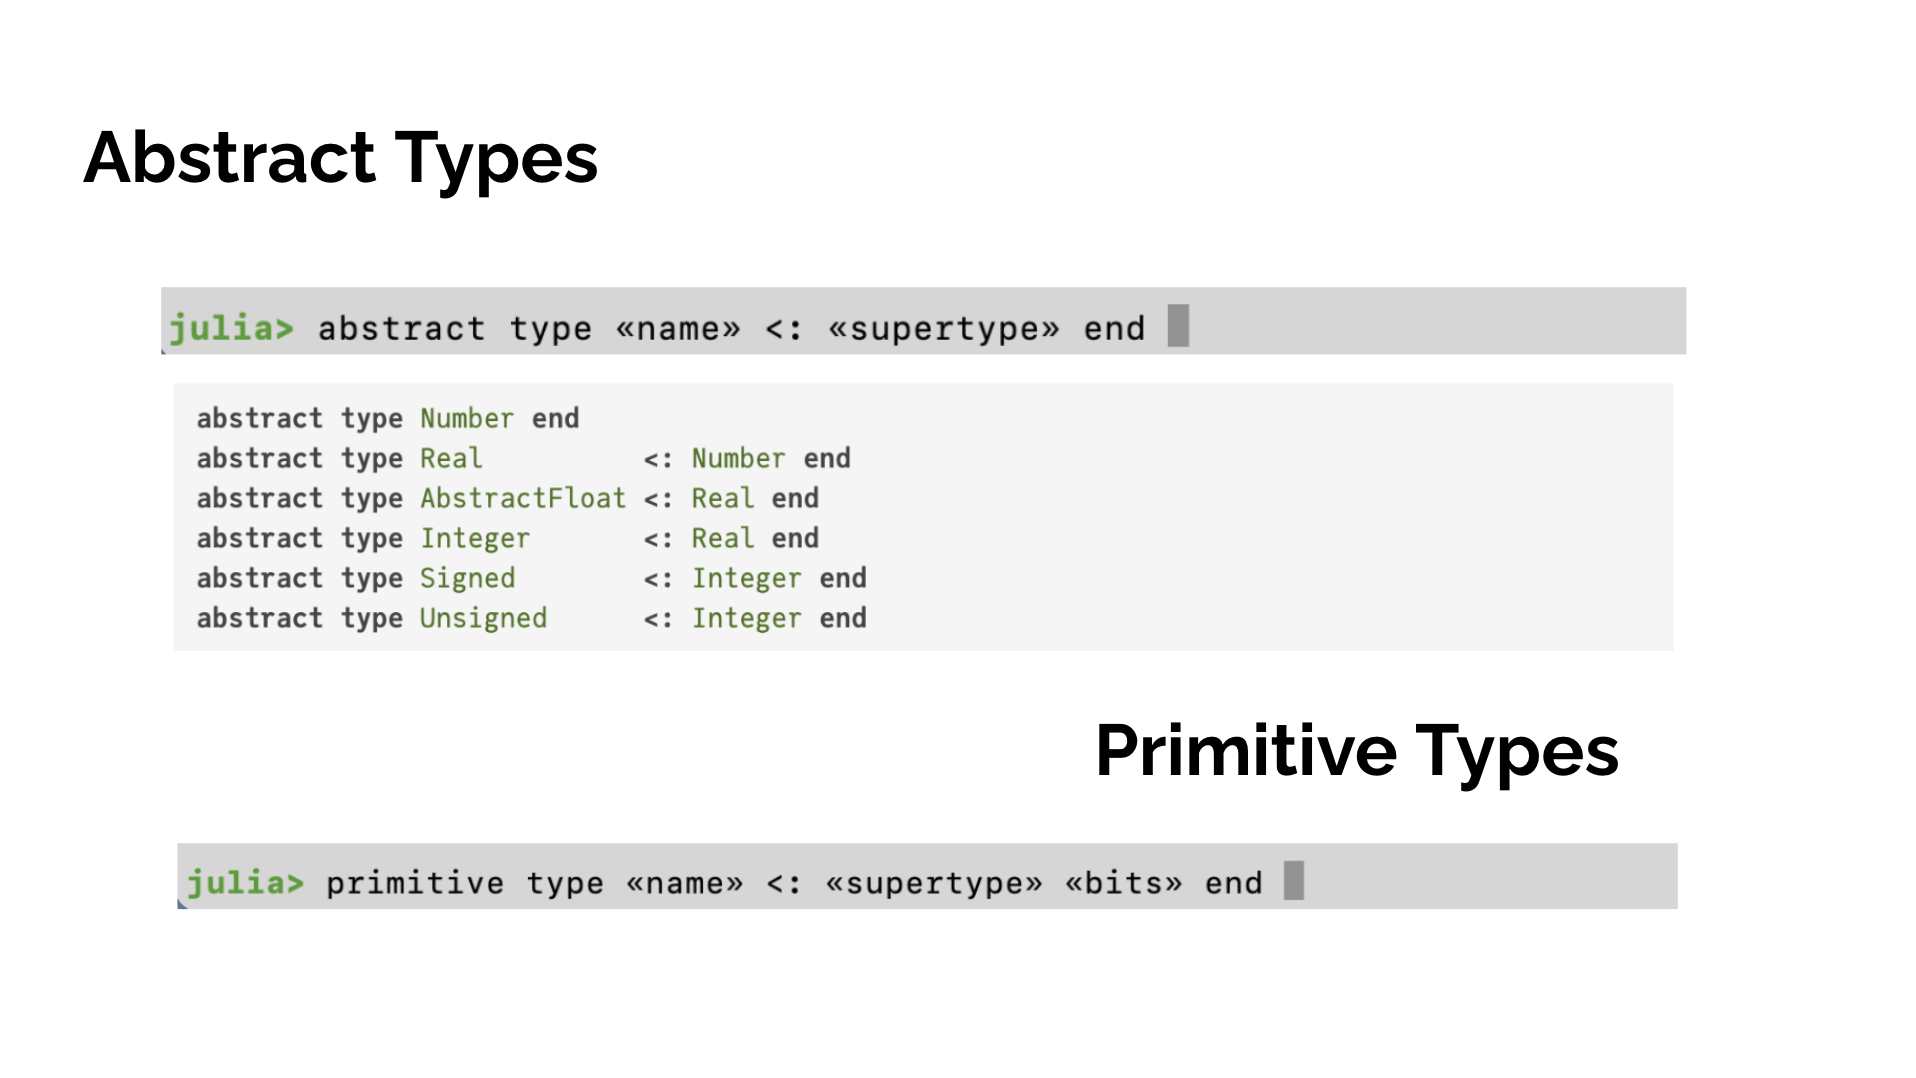 Abstract Types
julia> abstract type «name» <: «supertype» end
abstract type Number end
abstract type Real          <: Number end
abstract type AbstractFloat <: Real end
abstract type Integer       <: Real end
abstract type Signed        <: Integer end
abstract type Unsigned      <: Integer end
Primitive Types
julia> primitive type «name» <: «supertype» «bits» end